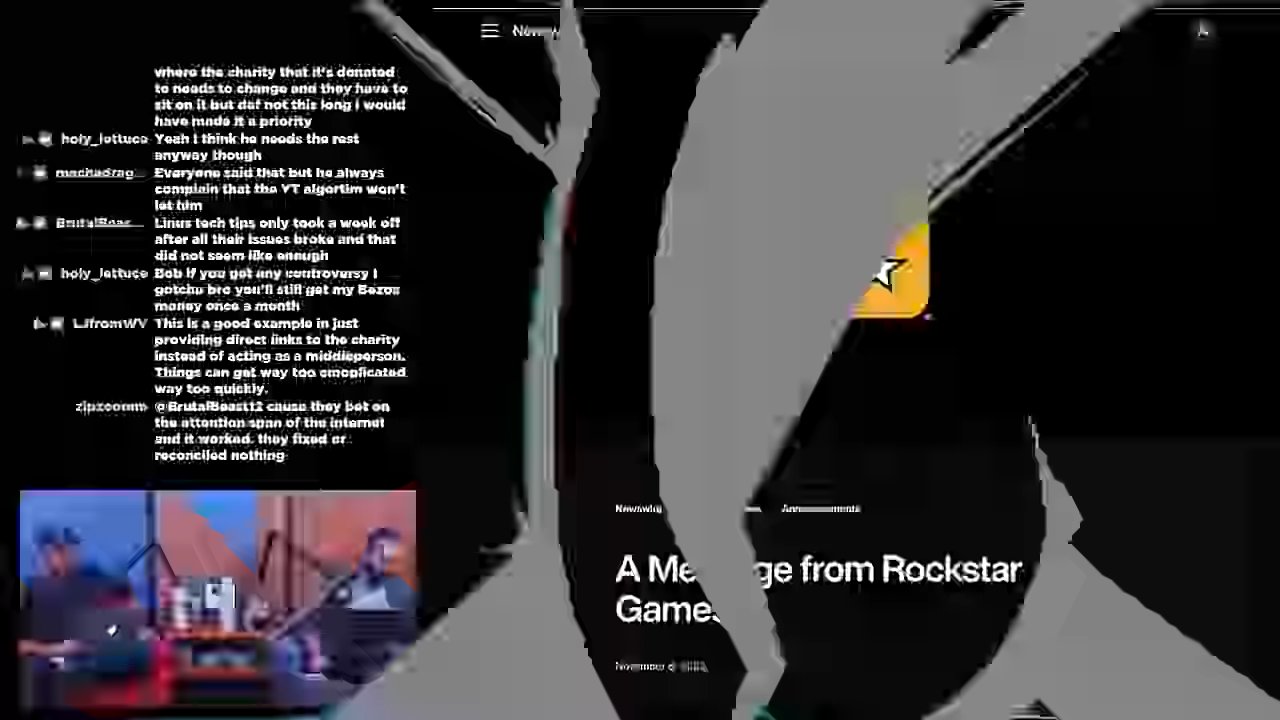 where the charity that it's donated
to needs to change and they have to
sit on it but def not this long I would
have made it a priority
holy_lettuce Yeah I think he needs the rest
anyway though
Everyone said that but he always
complain that the YT algortim won't
let him
Linus tech tips only took a week off
after all their issues broke and that
did not seem like enough
holy_lettuce Bob if you get any controversy I
gotchu bro you'll still get my Bezos
money once a month
LJfromWV This is a good example in just
providing direct links to the charity
instead of acting as a middleperson.
Things can get way too
way too quickly.
zipzoomm @BrutalBeast12 cause they bet on
the attention span of the internet
and it worked. they fixed or
reconciled nothing
Announcements
A Me ge from Rockstar
Games
November